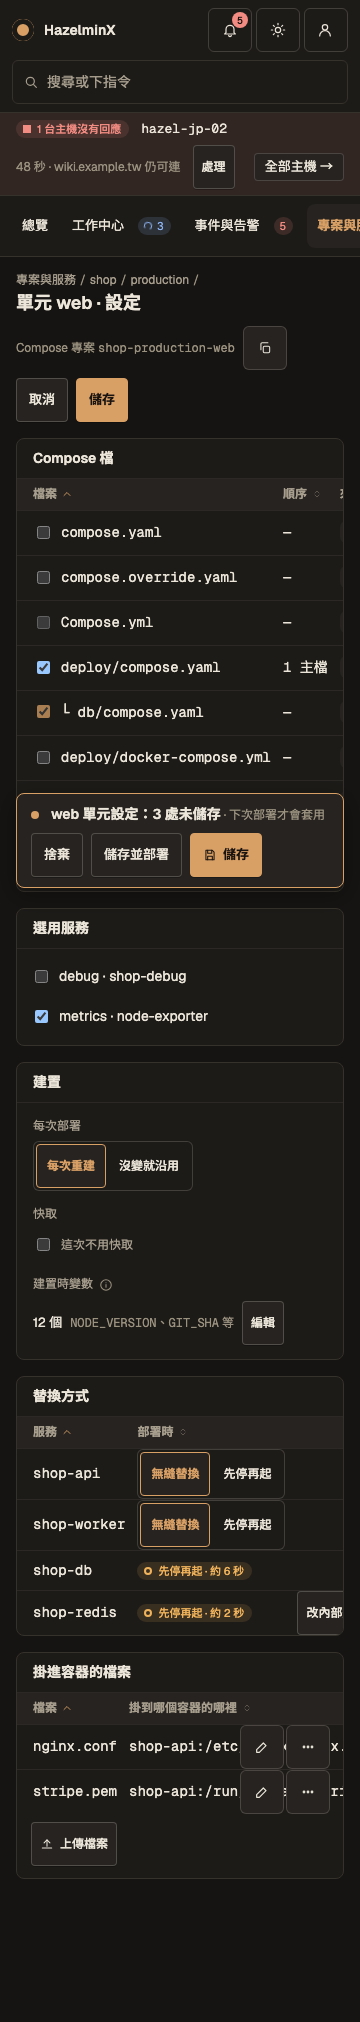 HazelminX
5
搜尋或下指令
1 台主機沒有回應 hazel-jp-02
48 秒 · wiki.example.tw 仍可連 處理 全部主機 →
總覽 工作中心 3 事件與告警 5
專案與服務 / shop / production /
單元 web · 設定
Compose 專案 shop-production-web
取消 儲存
Compose 檔
檔案 順序
compose.yaml —
compose.override.yaml —
Compose.yml —
deploy/compose.yaml 1 主檔
└ db/compose.yaml —
deploy/docker-compose.yml —
web 單元設定：3 處未儲存 · 下次部署才會套用
捨棄 儲存並部署 儲存
選用服務
debug · shop-debug
metrics · node-exporter
建置
每次部署
每次重建 沒變就沿用
快取
這次不用快取
建置時變數
12 個 NODE_VERSION、GIT_SHA 等 編輯
替換方式
服務 部署時
shop-api 無縫替換 先停再起
shop-worker 無縫替換 先停再起
shop-db 先停再起 · 約 6 秒
shop-redis 先停再起 · 約 2 秒 改內部
掛進容器的檔案
檔案 掛到哪個容器的哪裡
nginx.conf shop-api:/etc
stripe.pem shop-api:/run
上傳檔案